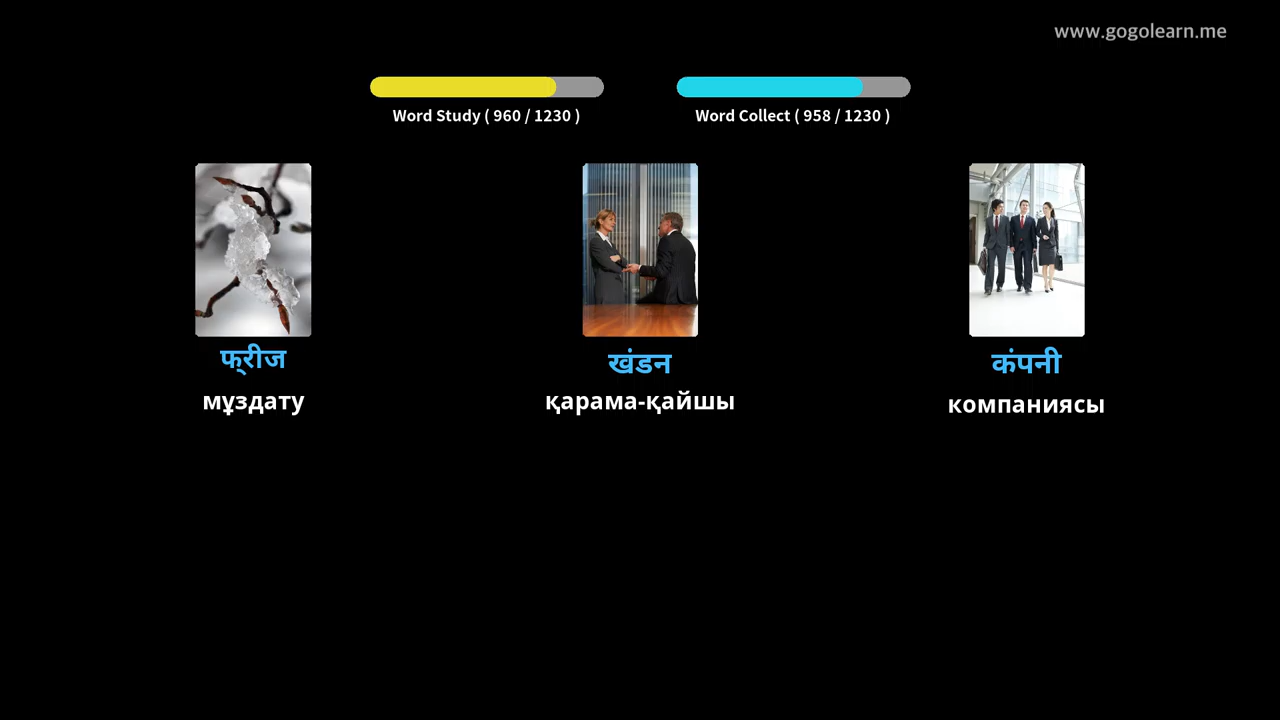 www.gogolearn.me
Word Study ( 960 / 1230 )
Word Collect ( 958 / 1230 )
फ्रीज
खंडन
कंपनी
мұздату
қарама-қайшы
компаниясы